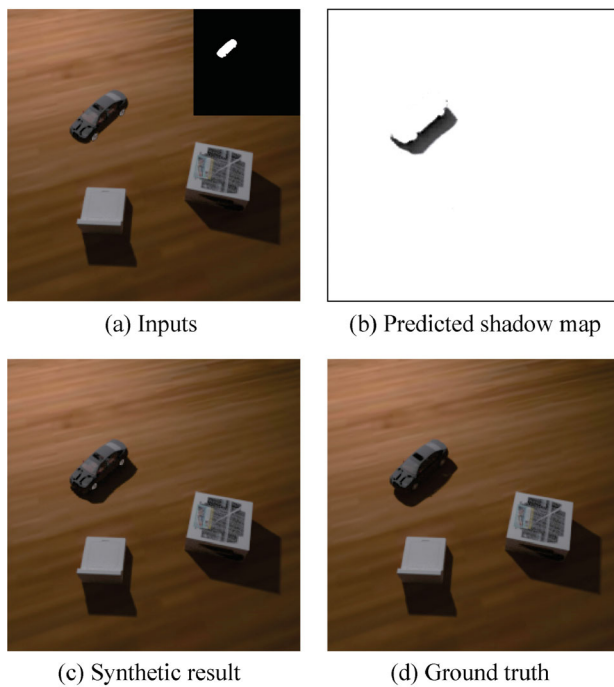 (a) Inputs
(b) Predicted shadow map
(c) Synthetic result
(d) Ground truth